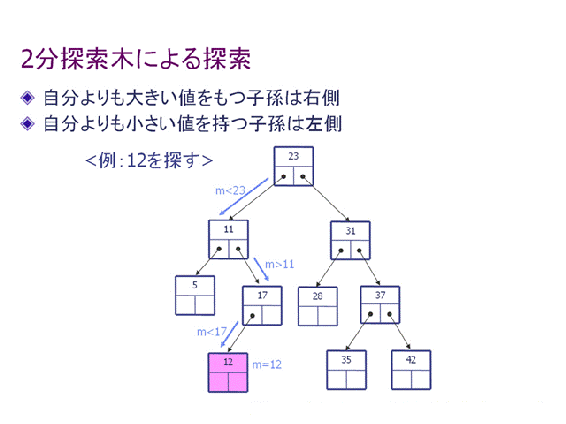 2分探索木による探索
自分よりも大きい値をもつ子孫は右側
自分よりも小さい値を持つ子孫は左側
<例:12を探す>
23
m<23
11
31
m>11
5
17
28
37
m<17
12
m=12
35
42